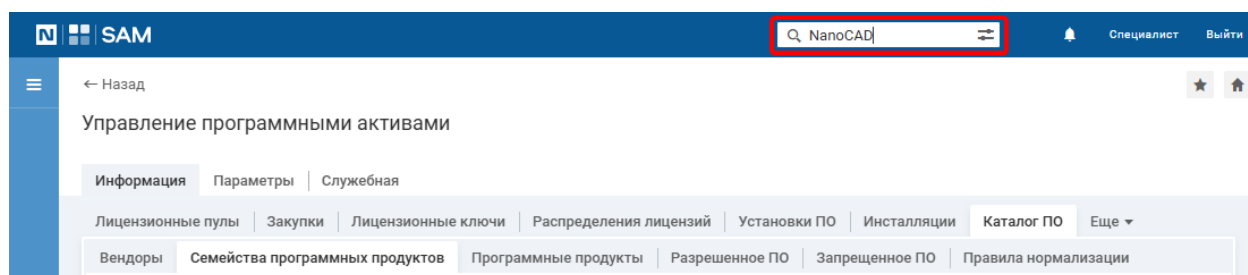 N SAM NanoCAD Специалист Выйти
← Назад
Управление программными активами
Информация Параметры Служебная
Лицензионные пулы Закупки Лицензионные ключи Распределения лицензий Установки ПО Инсталляции Каталог ПО Еще
Вендоры Семейства программных продуктов Программные продукты Разрешенное ПО Запрещенное ПО Правила нормализации